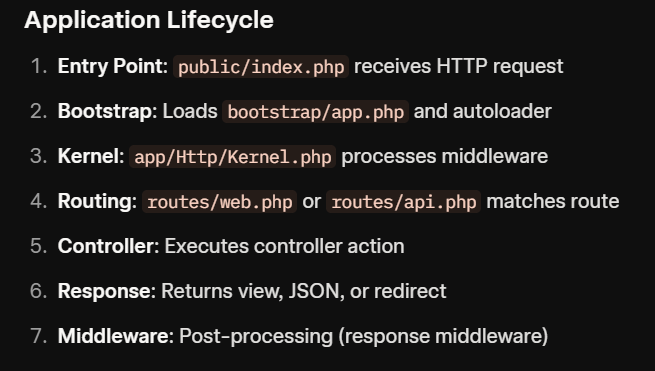 Application Lifecycle
1. Entry Point: public/index.php receives HTTP request
2. Bootstrap: Loads bootstrap/app.php and autoloader
3. Kernel: app/Http/Kernel.php processes middleware
4. Routing: routes/web.php or routes/api.php matches route
5. Controller: Executes controller action
6. Response: Returns view, JSON, or redirect
7. Middleware: Post-processing (response middleware)